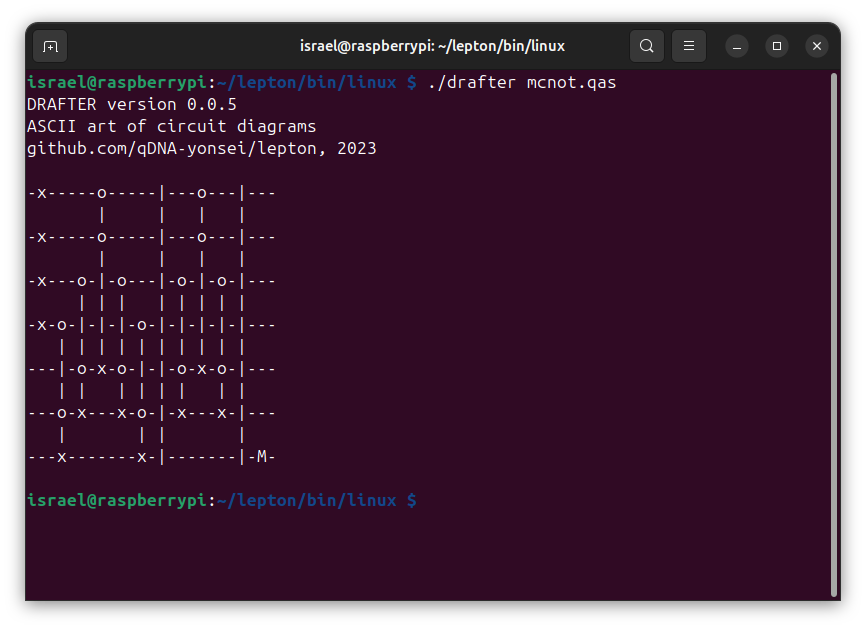 israel@raspberrypi: ~/lepton/bin/linux
israel@raspberrypi:~/lepton/bin/linux $ ./drafter mcnot.qas
DRAFTER version 0.0.5
ASCII art of circuit diagrams
github.com/qDNA-yonsei/lepton, 2023
-x-----o-----|---o---|---
       |     |   |   |
-x-----o-----|---o---|---
       |     |   |   |
-x---o-|-o---|-o-|-o-|---
     | | |   | | | | |
-x-o-|-|-|-o-|-|-|-|-|---
   | | | | | | | | | |
---|-o-x-o-|-|-o-x-o-|---
   | |   | | | |   | |
---o-x---x-o-|-x---x-|---
   |       | |       |
---x-------x-|-------|-M-
israel@raspberrypi:~/lepton/bin/linux $